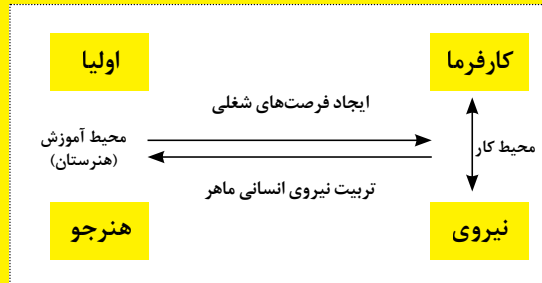 کارفرما
اولیا
ایجاد فرصت‌های شغلی
محیط کار
محیط آموزش
(هنرستان)
تربیت نیروی انسانی ماهر
نیروی
هنرجو